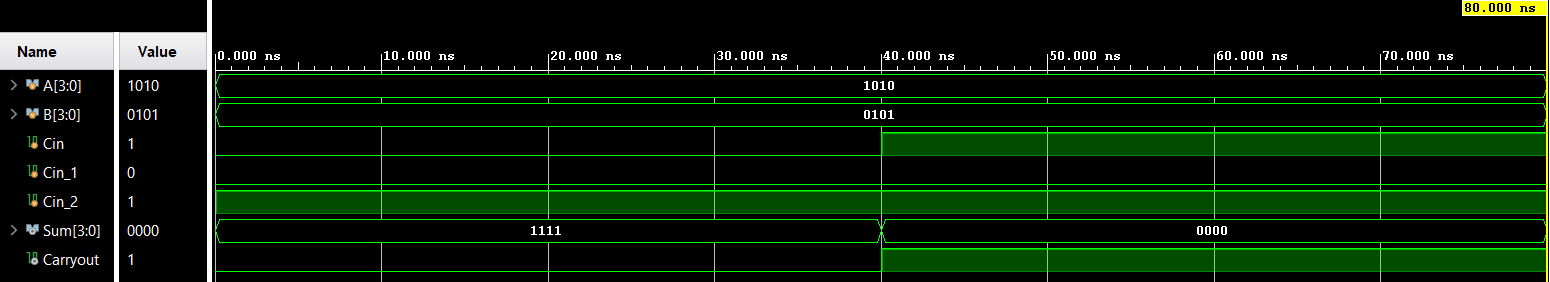 80.000 ns
Name Value
0.000 ns 10.000 ns 20.000 ns 30.000 ns 40.000 ns 50.000 ns 60.000 ns 70.000 ns
A[3:0] 1010 1010
B[3:0] 0101 0101
Cin 1
Cin_1 0
Cin_2 1
Sum[3:0] 0000 1111 0000
Carryout 1